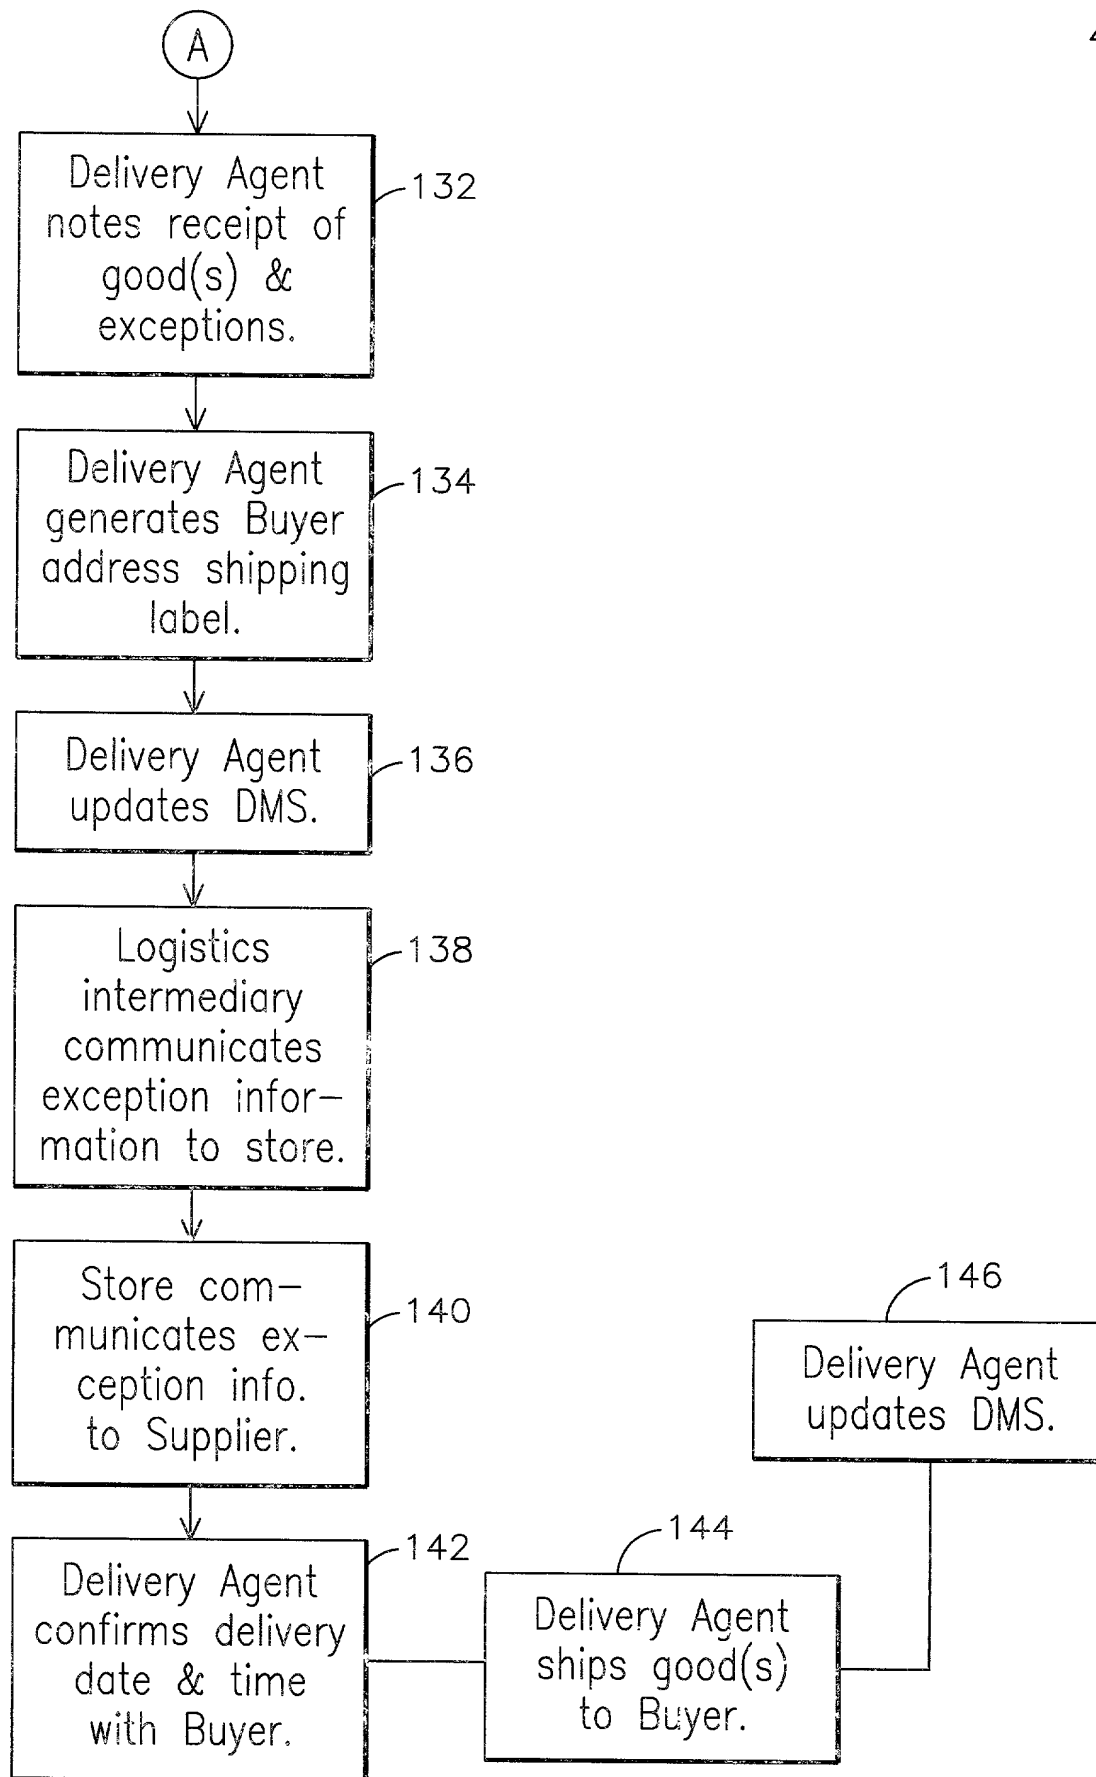 A
Delivery Agent
notes receipt of
good(s) &
exceptions.
132
Delivery Agent
generates Buyer
address shipping
label.
134
Delivery Agent
updates DMS.
136
Logistics
intermediary
communicates
exception infor-
mation to store.
138
Store com-
municates ex-
ception info.
to Supplier.
140
Delivery Agent
confirms delivery
date & time
with Buyer.
142
Delivery Agent
ships good(s)
to Buyer.
144
Delivery Agent
updates DMS.
146